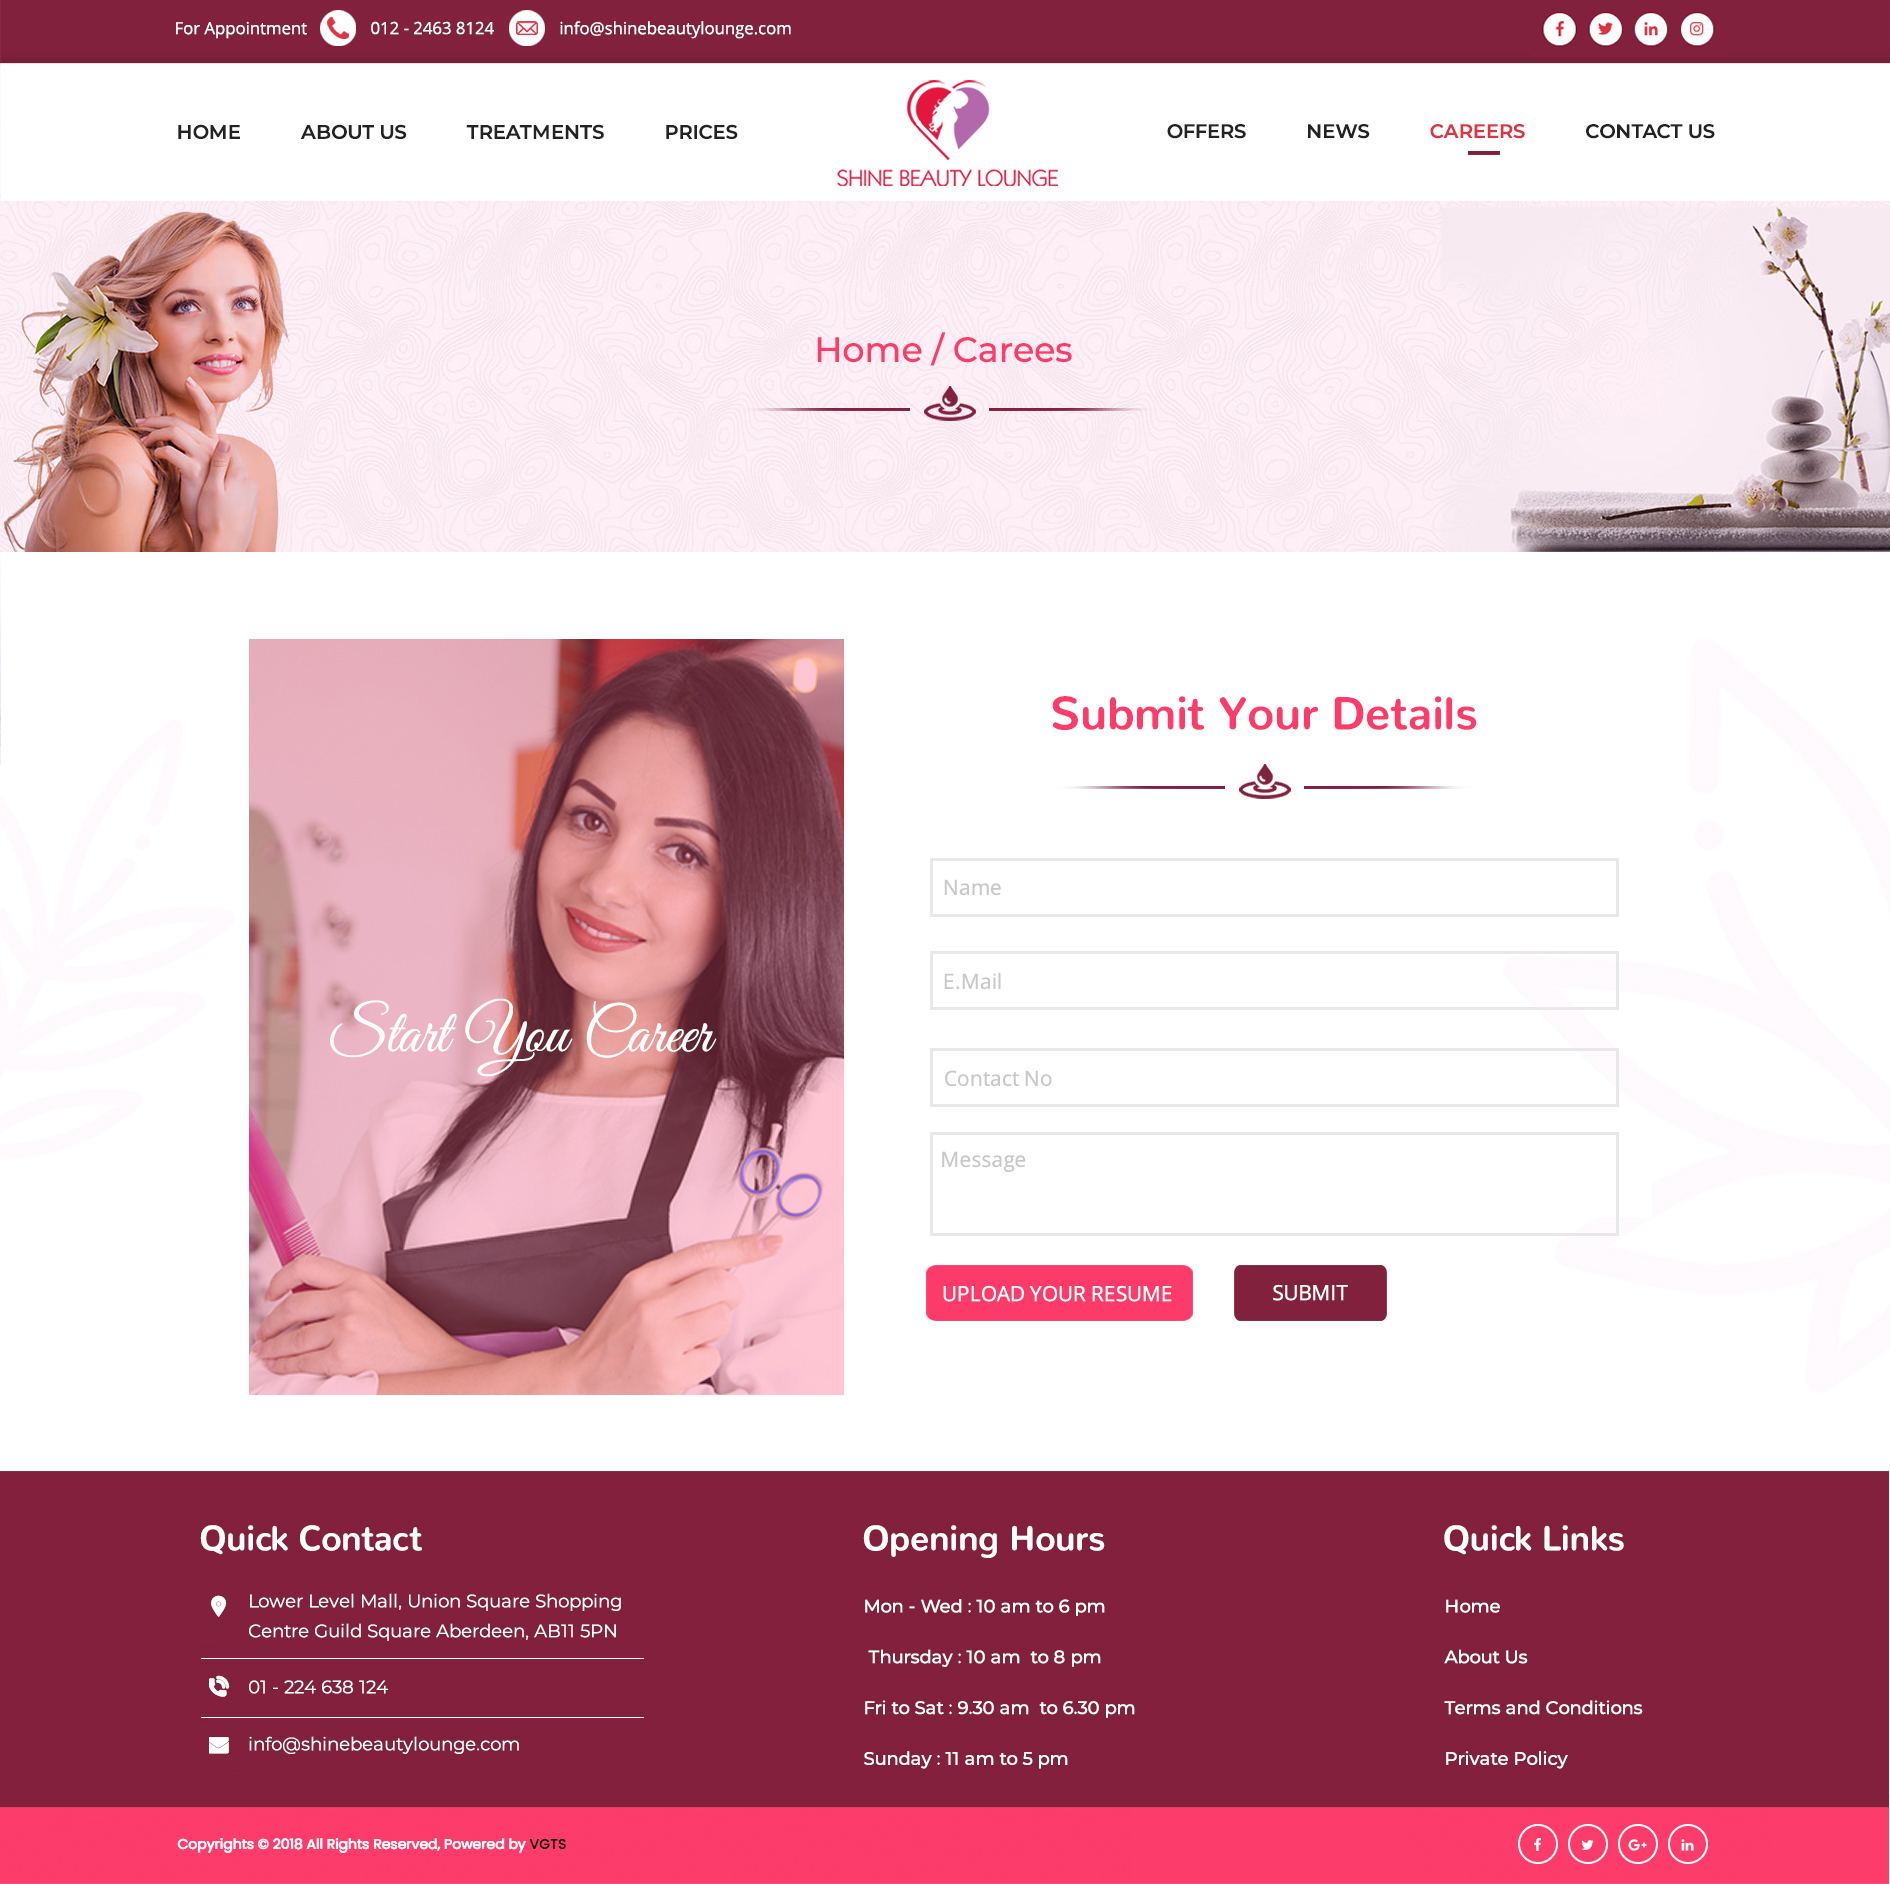 For Appointment 012 - 2463 8124 info@shinebeautylounge.com
HOME ABOUT US TREATMENTS PRICES
SHINE BEAUTY LOUNGE
OFFERS NEWS CAREERS CONTACT US
Home / Carees
Start You Career
Submit Your Details
Name
E.Mail
Contact No
Message
UPLOAD YOUR RESUME SUBMIT
Quick Contact
Lower Level Mall, Union Square Shopping
Centre Guild Square Aberdeen, AB11 5PN
01 - 224 638 124
info@shinebeautylounge.com
Opening Hours
Mon - Wed : 10 am to 6 pm
Thursday : 10 am to 8 pm
Fri to Sat : 9.30 am to 6.30 pm
Sunday : 11 am to 5 pm
Quick Links
Home
About Us
Terms and Conditions
Private Policy
Copyrights © 2018 All Rights Reserved, Powered by VGTS